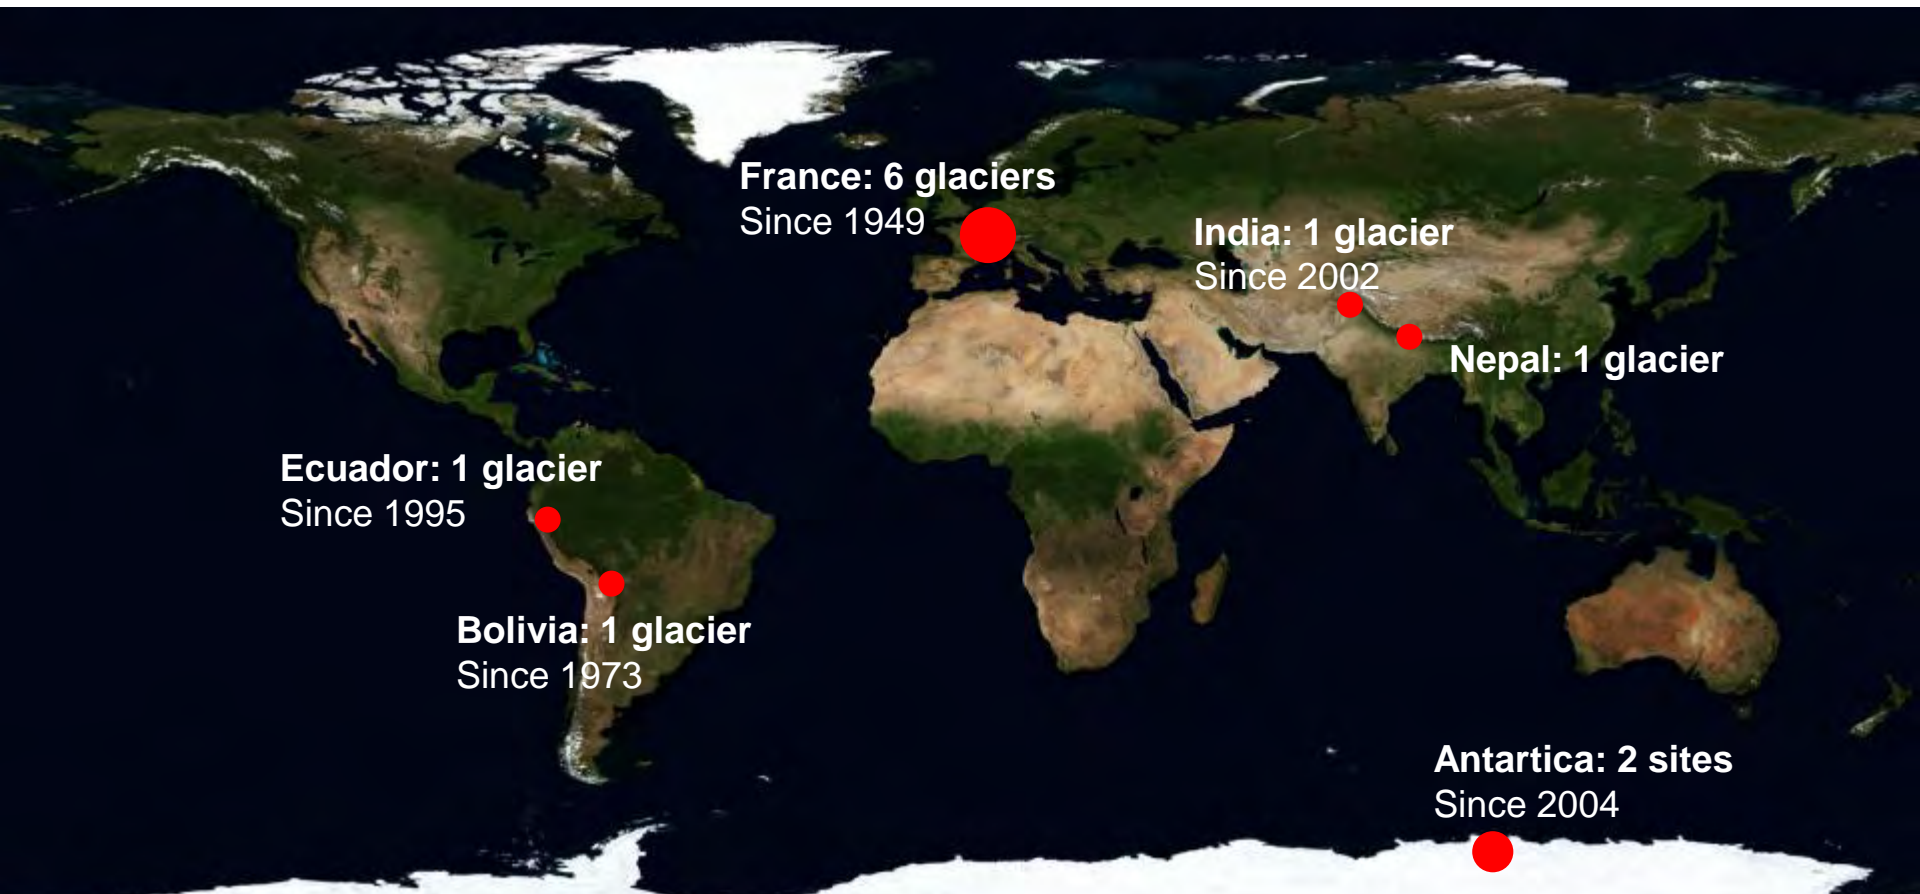 France: 6 glaciers
Since 1949
India: 1 glacier
Since 2002
Nepal: 1 glacier
Ecuador: 1 glacier
Since 1995
Bolivia: 1 glacier
Since 1973
Antartica: 2 sites
Since 2004